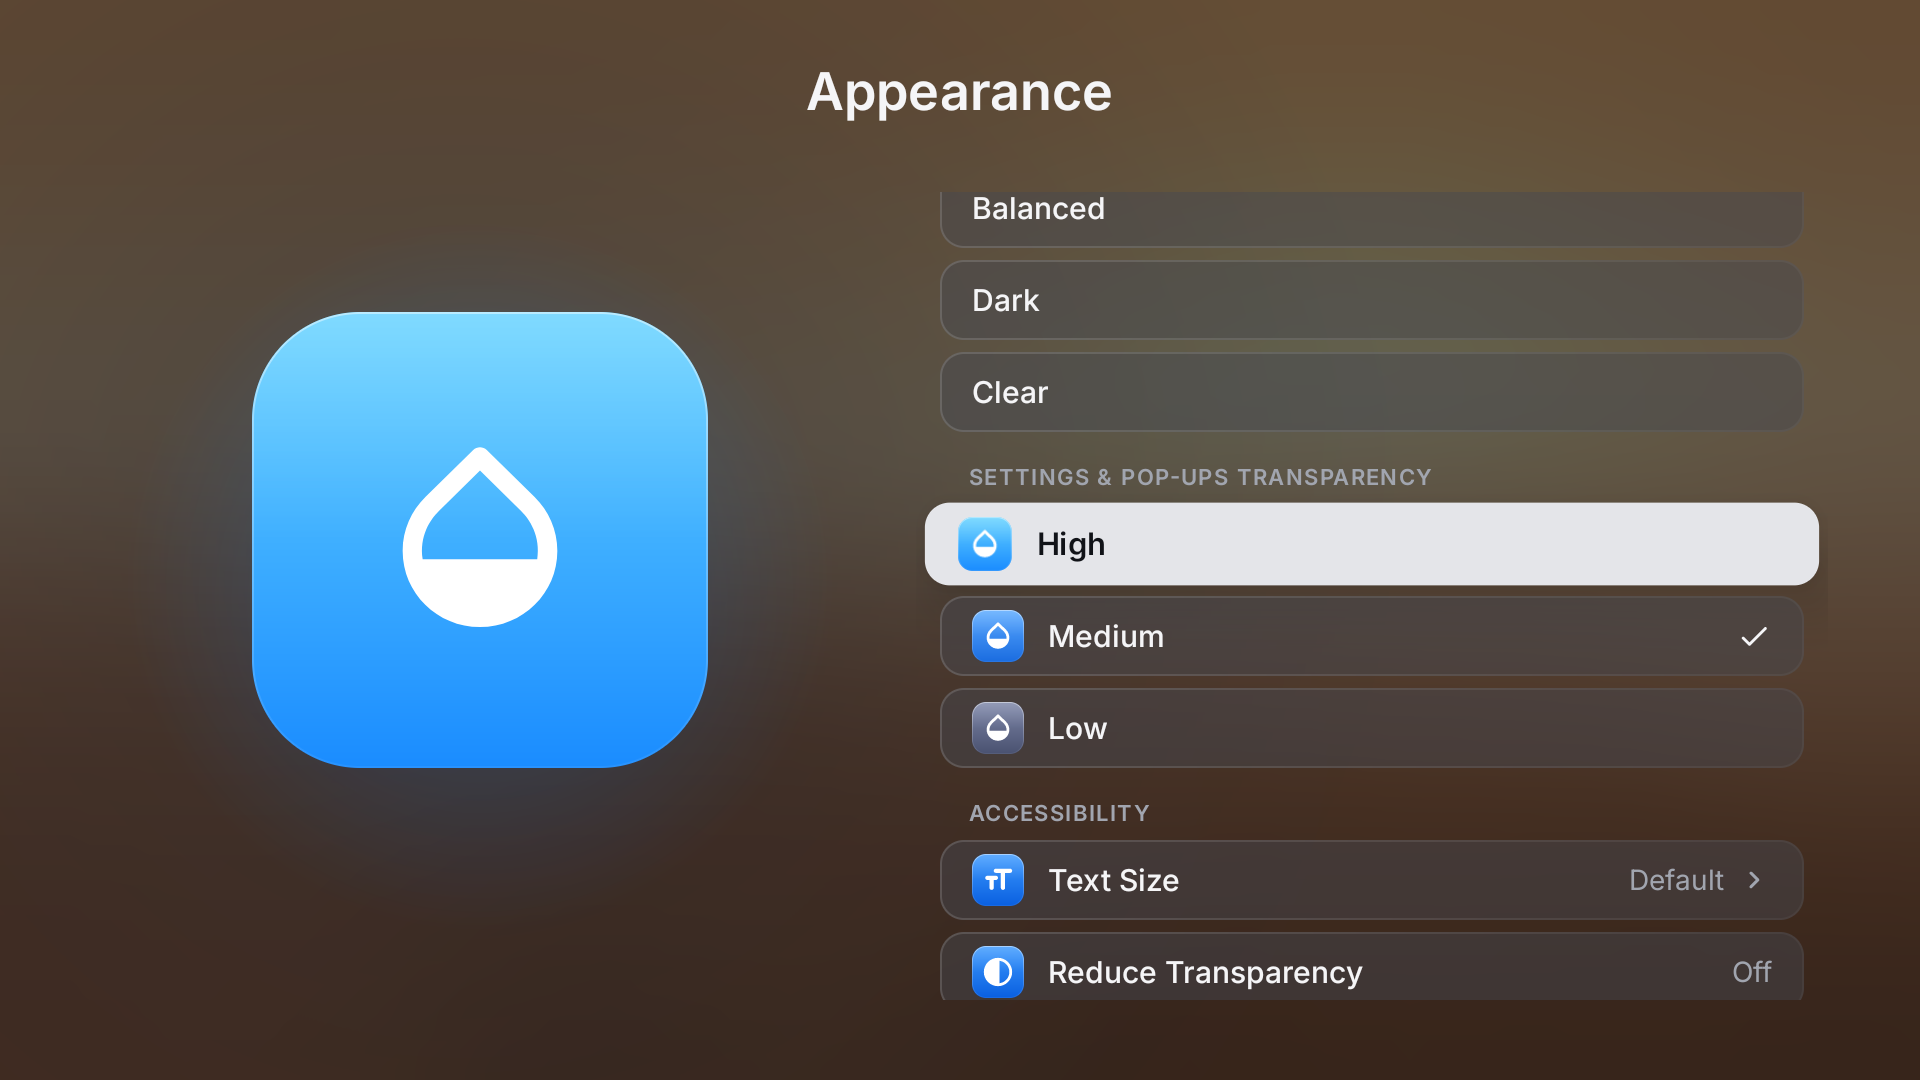 Appearance
Balanced
Dark
Clear
SETTINGS & POP-UPS TRANSPARENCY
High
Medium
Low
ACCESSIBILITY
Text Size Default
Reduce Transparency Off